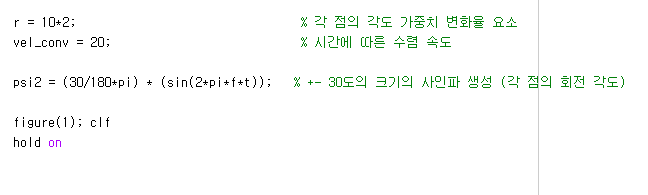 r = 10*2; % 각 점의 각도 가중치 변화율 요소
vel_conv = 20; % 시간에 따른 수렴 속도
psi2 = (30/180*pi) * (sin(2*pi*f*t)); % +- 30도의 크기의 사인파 생성 (각 점의 회전 각도)
figure(1); clf
hold on